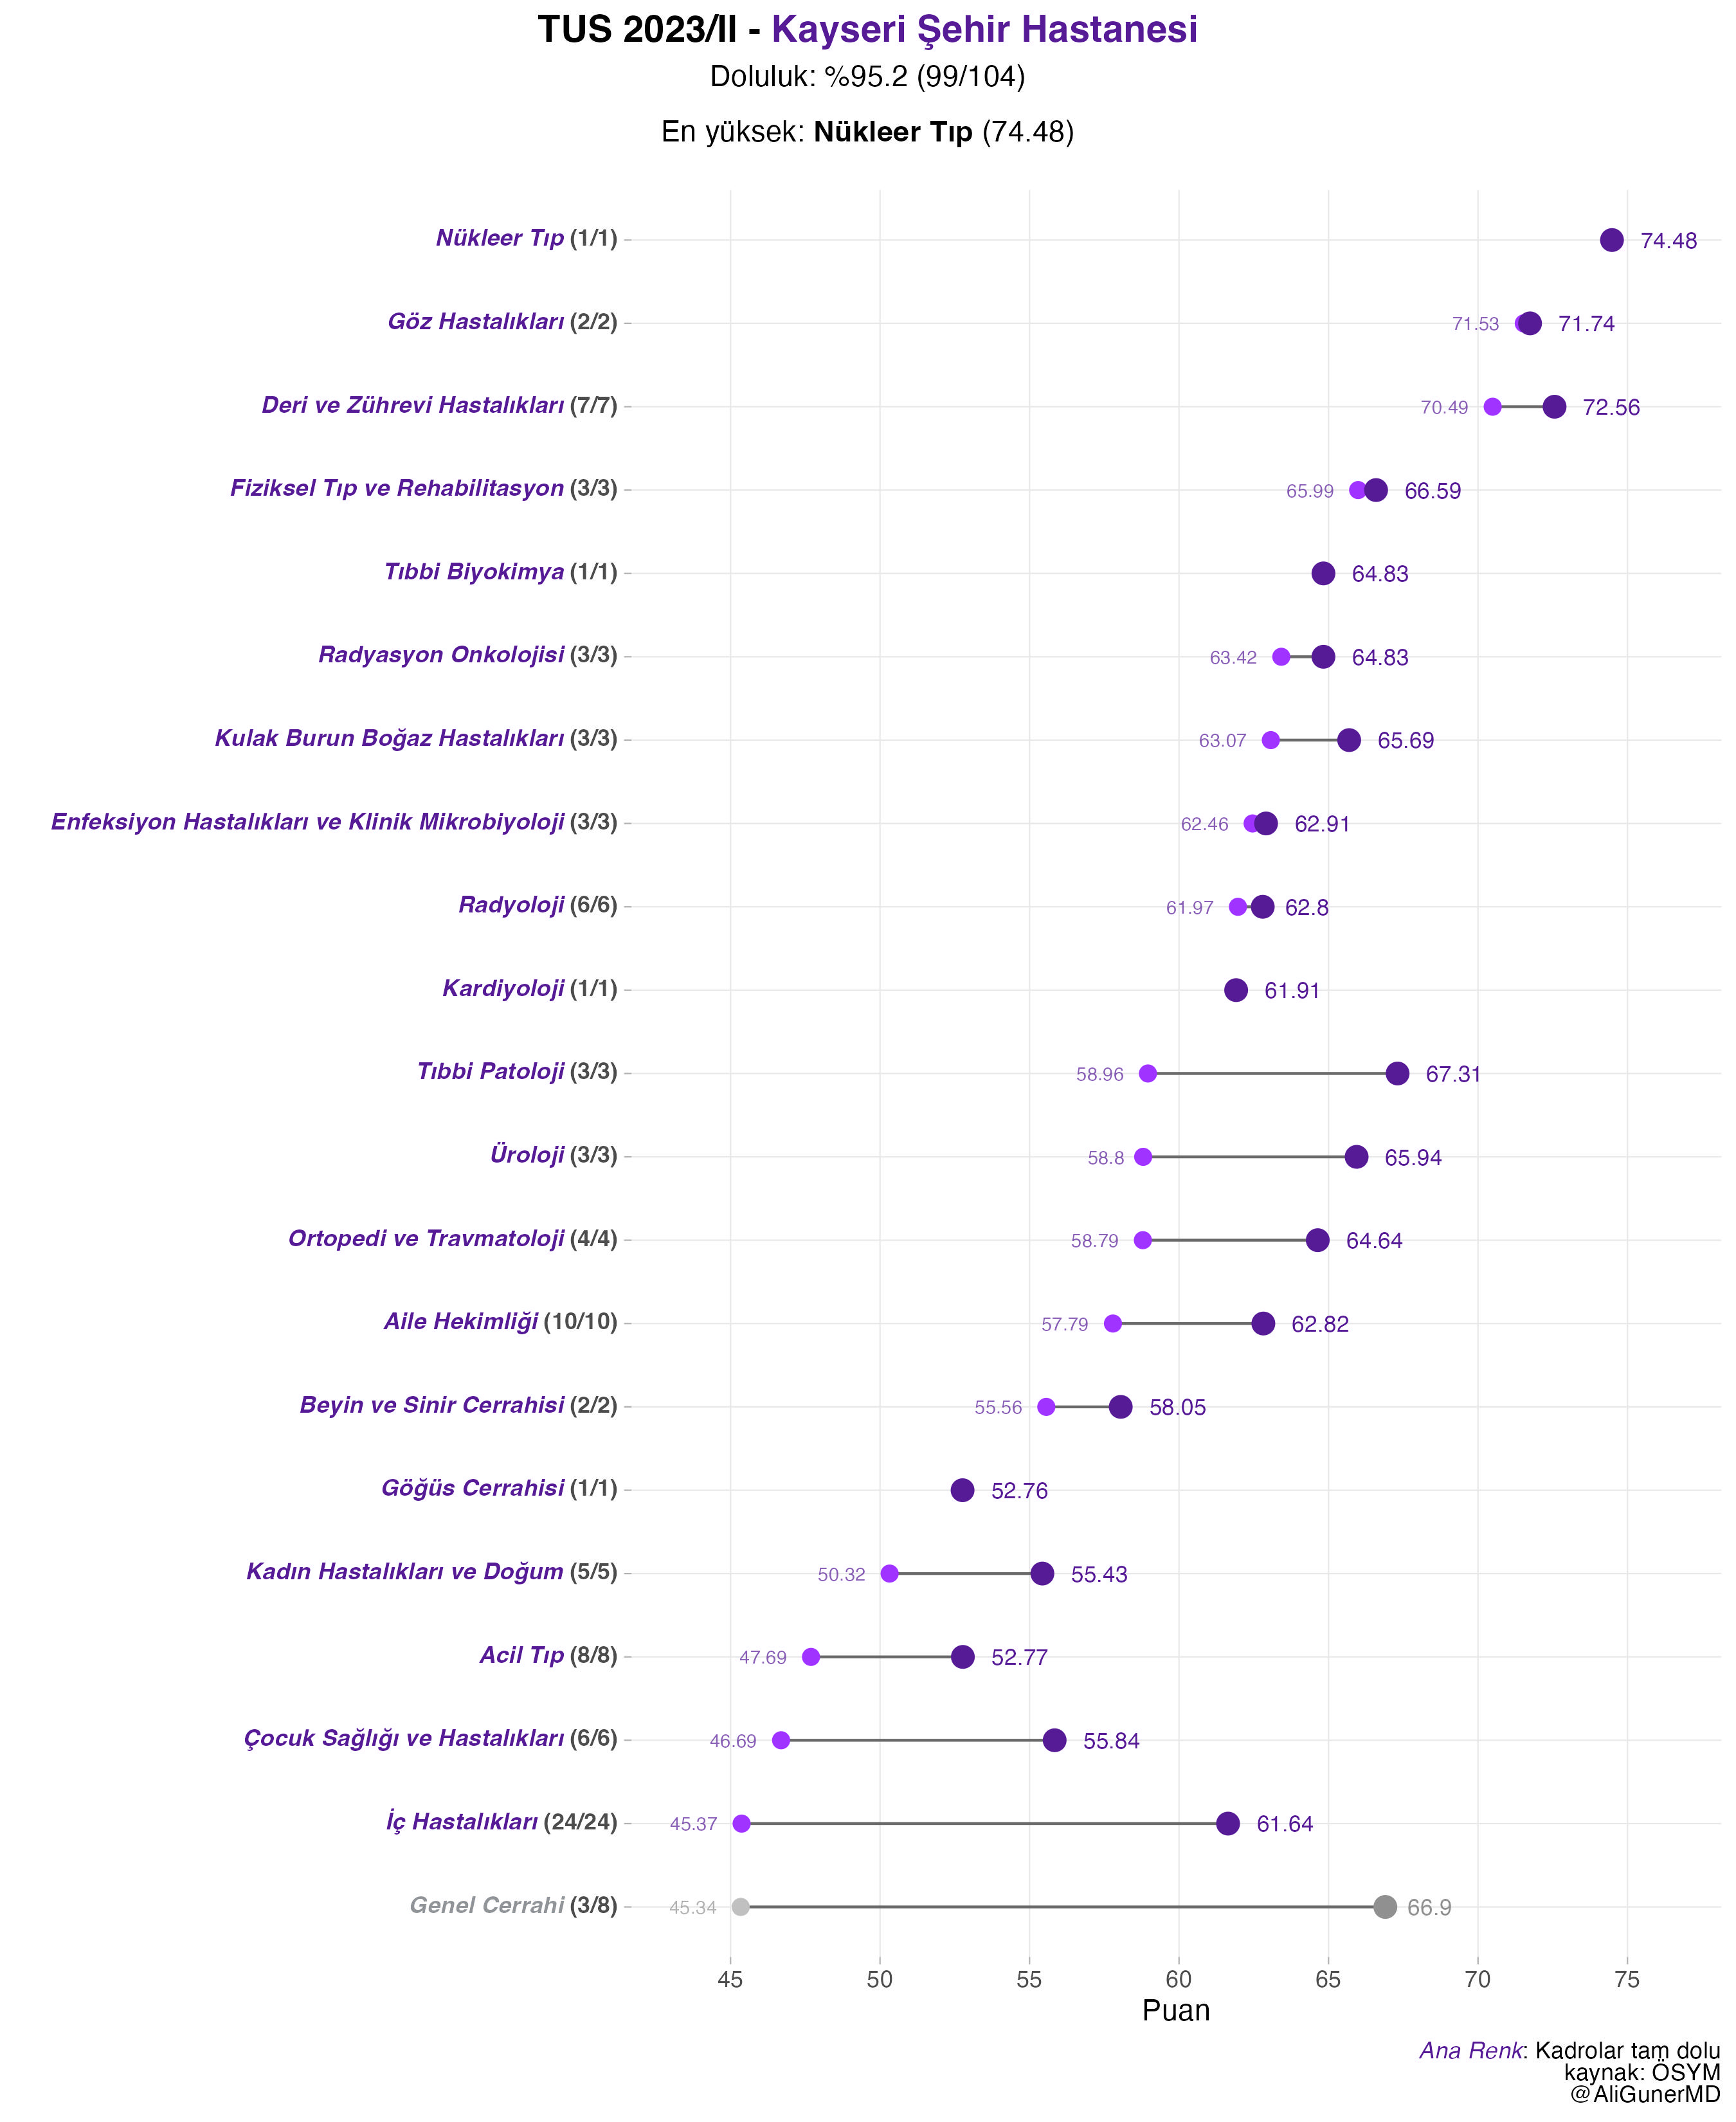 TUS 2023/II - Kayseri Şehir Hastanesi
Doluluk: %95.2 (99/104)
En yüksek: Nükleer Tıp (74.48)
Nükleer Tıp (1/1) 74.48
Göz Hastalıkları (2/2) 71.53 71.74
Deri ve Zührevi Hastalıkları (7/7) 70.49 72.56
Fiziksel Tıp ve Rehabilitasyon (3/3) 65.99 66.59
Tıbbi Biyokimya (1/1) 64.83
Radyasyon Onkolojisi (3/3) 63.42 64.83
Kulak Burun Boğaz Hastalıkları (3/3) 63.07 65.69
Enfeksiyon Hastalıkları ve Klinik Mikrobiyoloji (3/3) 62.46 62.91
Radyoloji (6/6) 61.97 62.8
Kardiyoloji (1/1) 61.91
Tıbbi Patoloji (3/3) 58.96 67.31
Üroloji (3/3) 58.8 65.94
Ortopedi ve Travmatoloji (4/4) 58.79 64.64
Aile Hekimliği (10/10) 57.79 62.82
Beyin ve Sinir Cerrahisi (2/2) 55.56 58.05
Göğüs Cerrahisi (1/1) 52.76
Kadın Hastalıkları ve Doğum (5/5) 50.32 55.43
Acil Tıp (8/8) 47.69 52.77
Çocuk Sağlığı ve Hastalıkları (6/6) 46.69 55.84
İç Hastalıkları (24/24) 45.37 61.64
Genel Cerrahi (3/8) 45.34 66.9
45 50 55 60 65 70 75
Puan
Ana Renk: Kadrolar tam dolu
kaynak: ÖSYM
@AliGunerMD